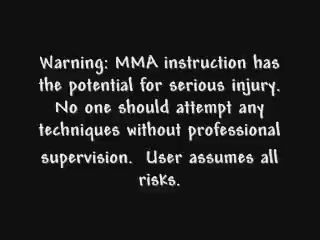 Warning: MMA instruction has
the potential for serious injury.
No one should attempt any
techniques without professional
supervision. User assumes all
risks.